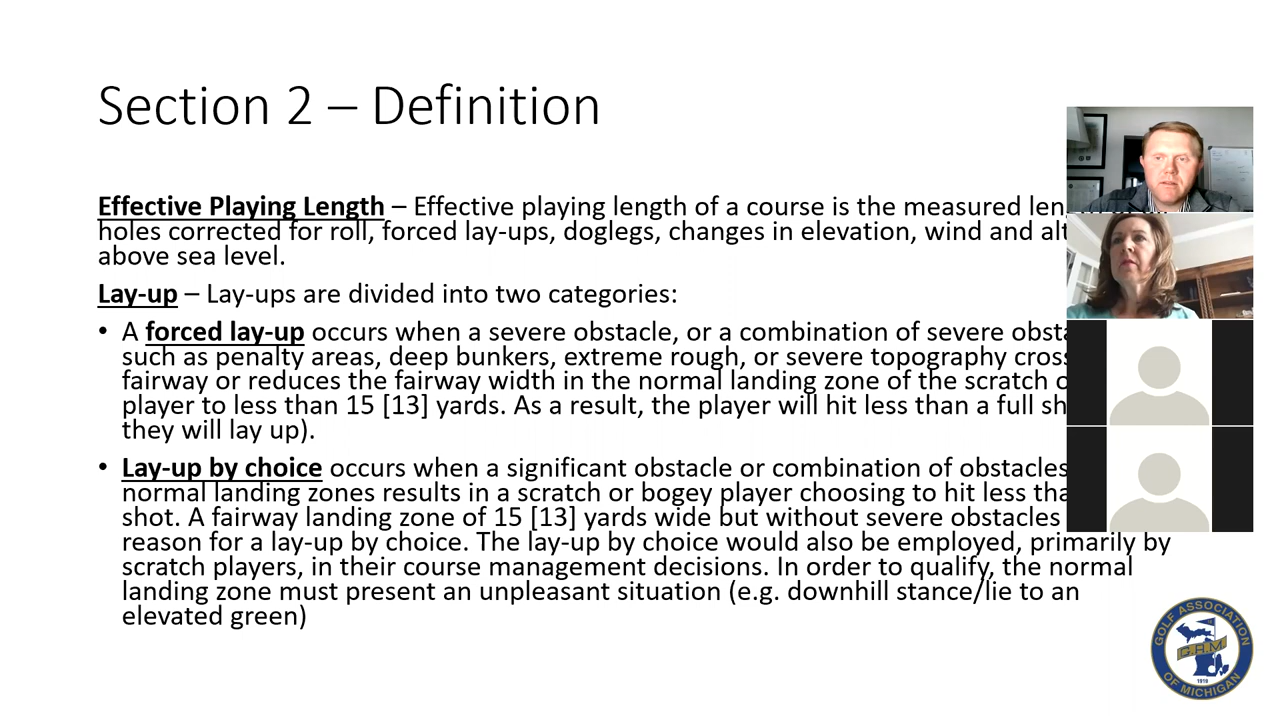 Section 2 – Definition
Effective Playing Length – Effective playing length of a course is the measured
holes corrected for roll, forced lay-ups, doglegs, changes in elevation, wind and
above sea level.
Lay-up – Lay-ups are divided into two categories:
• A forced lay-up occurs when a severe obstacle, or a combination of severe
such as penalty areas, deep bunkers, extreme rough, or severe topography
fairway or reduces the fairway width in the normal landing zone of the scratch
player to less than 15 [13] yards. As a result, the player will hit less than a full
they will lay up).
• Lay-up by choice occurs when a significant obstacle or combination of obstacles
normal landing zones results in a scratch or bogey player choosing to hit less
shot. A fairway landing zone of 15 [13] yards wide but without severe obstacles
reason for a lay-up by choice. The lay-up by choice would also be employed, primarily by
scratch players, in their course management decisions. In order to qualify, the normal
landing zone must present an unpleasant situation (e.g. downhill stance/lie to an
elevated green)
GOLF ASSOCIATION
G.A.M.
1919
OF MICHIGAN